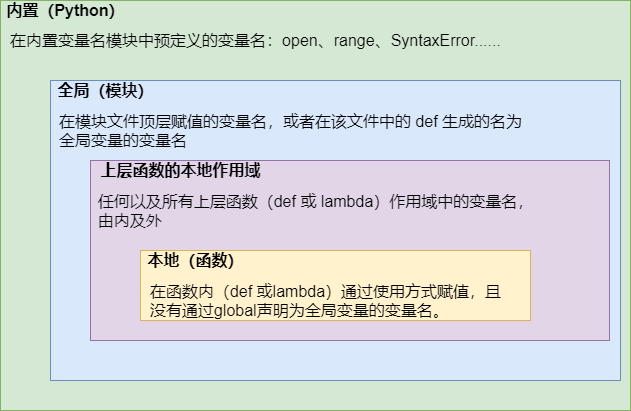 内置（Python）
在内置变量名模块中预定义的变量名：open、range、SyntaxError......
全局（模块）
在模块文件顶层赋值的变量名，或者在该文件中的 def 生成的名为
全局变量的变量名
上层函数的本地作用域
任何以及所有上层函数（def 或 lambda）作用域中的变量名，
由内及外
本地（函数）
在函数内（def 或lambda）通过使用方式赋值，且
没有通过global声明为全局变量的变量名。